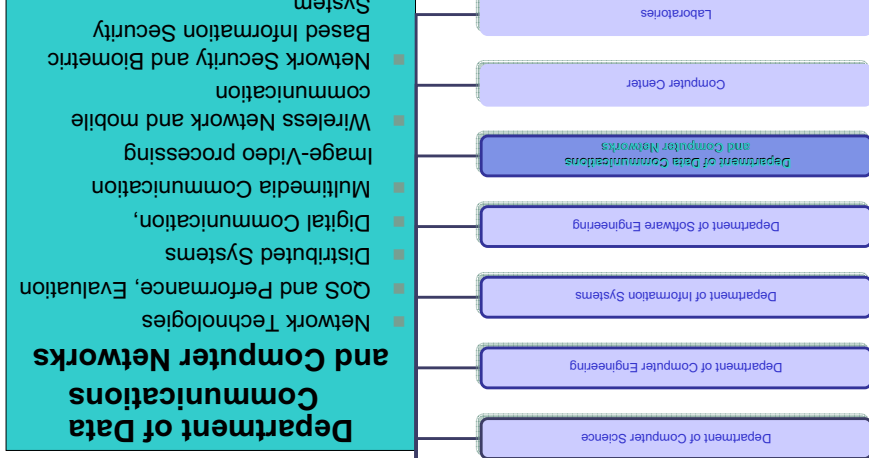 Department of Computer Science
Department of Computer Engineering
Department of Information Systems
Department of Software Engineering
Department of Data Communications
and Computer Networks
Computer Center
Laboratories
Department of Data
Communications
and Computer Networks
Network Technologies
QoS and Performance, Evaluation
Distributed Systems
Digital Communication,
Multimedia Communication
Image-Video processing
Wireless Network and mobile
communication
Network Security and Biometric
Based Information Security
System